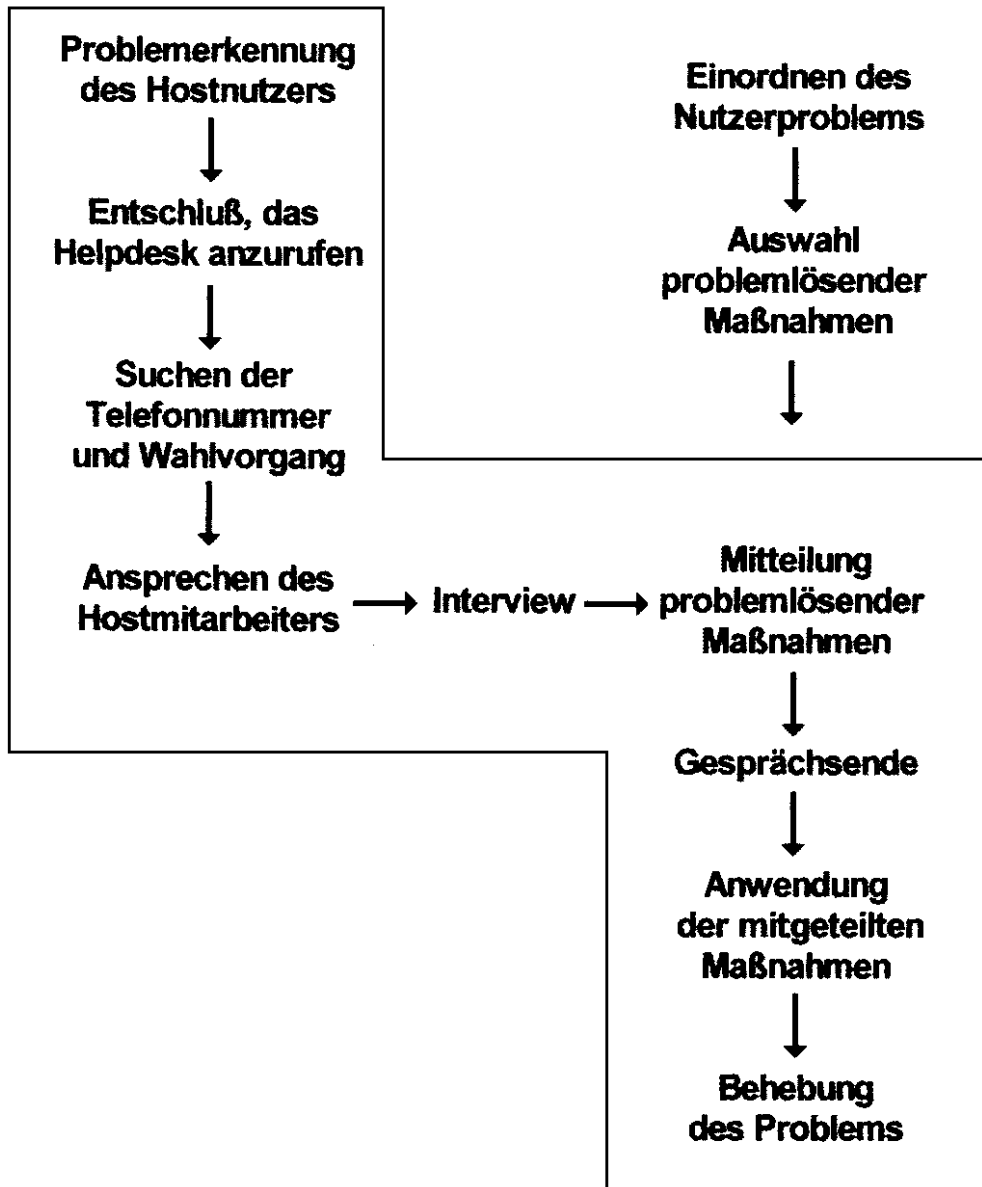 Problemerkennung
des Hostnutzers
Entschluß, das
Helpdesk anzurufen
Suchen der
Telefonnummer
und Wahlvorgang
Ansprechen des
Hostmitarbeiters
Interview
Einordnen des
Nutzerproblems
Auswahl
problemlösender
Maßnahmen
Mitteilung
problemlösender
Maßnahmen
Gesprächsende
Anwendung
der mitgeteilten
Maßnahmen
Behebung
des Problems